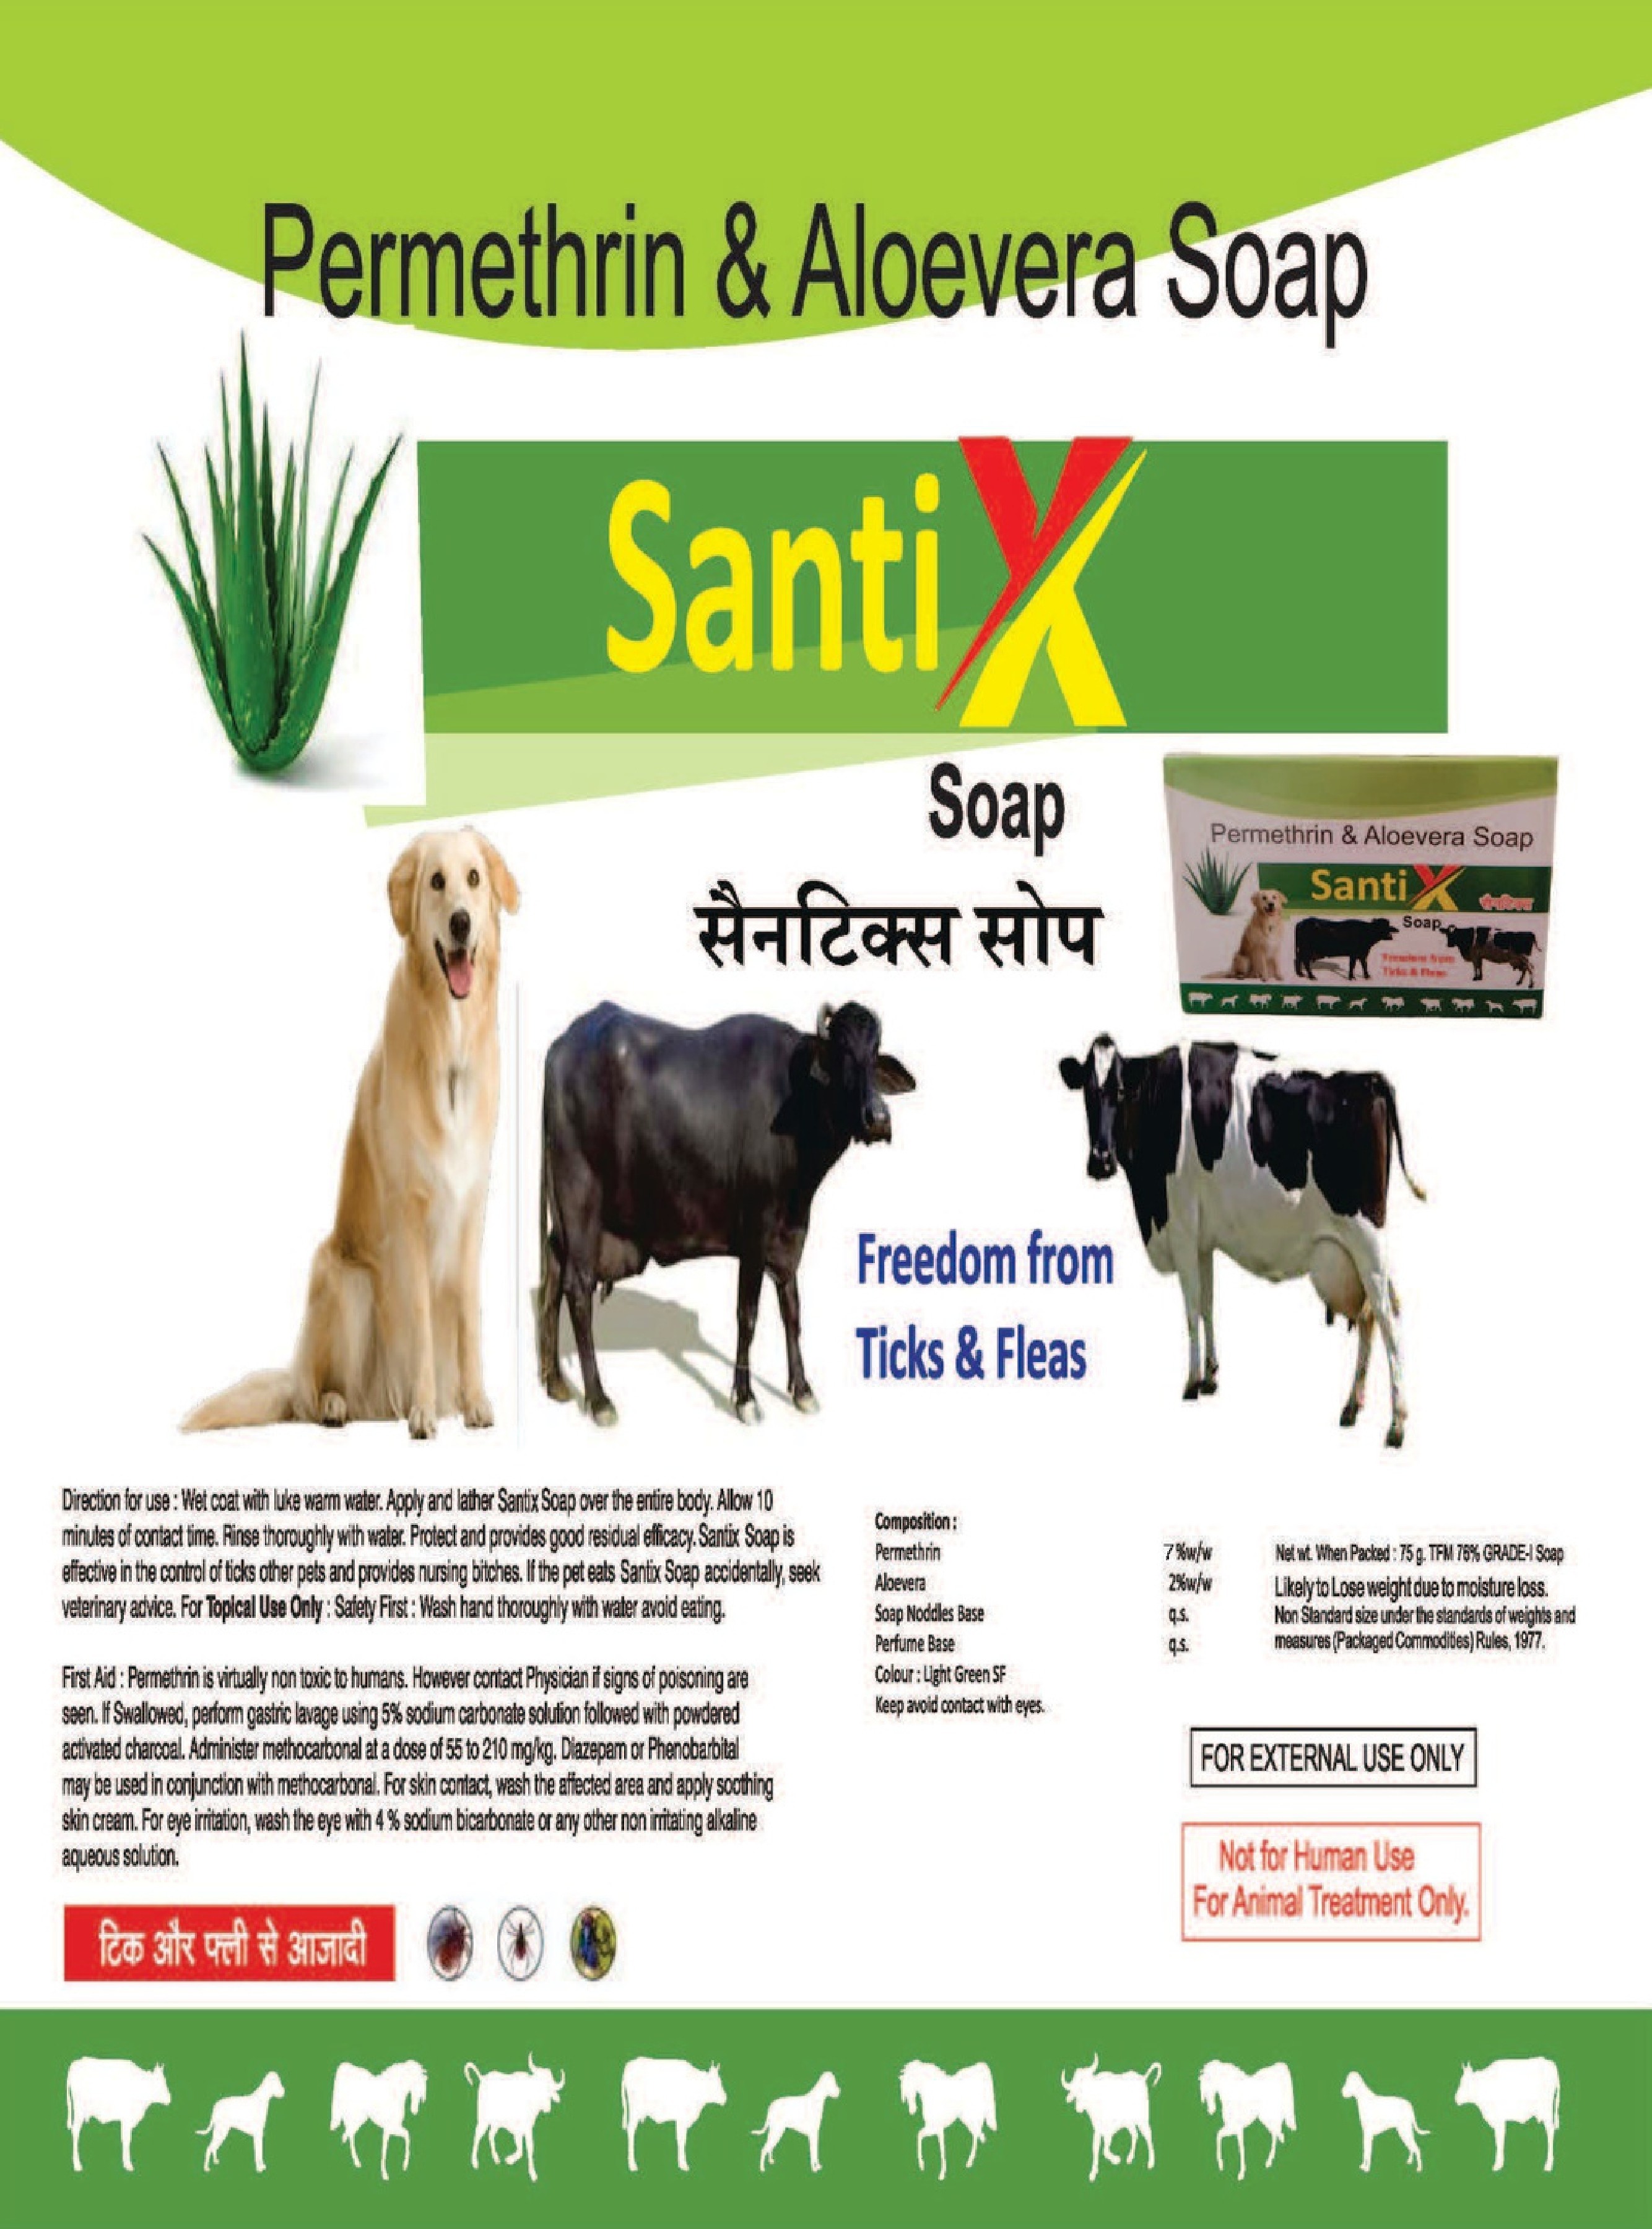 Permethrin & Aloevera Soap
SantiX
Soap
सैनटिक्स सोप
Permethrin & Aloevera Soap
SantiX
सैनटिक्स
Soap
Freedom from
Ticks & Fleas
Freedom from
Ticks & Fleas
Direction for use : Wet coat with luke warm water. Apply and lather Santix Soap over the entire body. Allow 10
minutes of contact time. Rinse thoroughly with water. Protect and provides good residual efficacy. Santix Soap is
effective in the control of ticks other pets and provides nursing bitches. If the pet eats Santix Soap accidentally, seek
veterinary advice. For Topical Use Only : Safety First : Wash hand thoroughly with water avoid eating.
First Aid : Permethrin is virtually non toxic to humans. However contact Physician if signs of poisoning are
seen. If Swallowed, perform gastric lavage using 5% sodium carbonate solution followed with powdered
activated charcoal. Administer methocarbonal at a dose of 55 to 210 mg/kg. Diazepam or Phenobarbital
may be used in conjunction with methocarbonal. For skin contact, wash the affected area and apply soothing
skin cream. For eye irritation, wash the eye with 4 % sodium bicarbonate or any other non irritating alkaline
aqueous solution.
Composition :
Permethrin 7%w/w
Aloevera 2%w/w
Soap Noddles Base q.s.
Perfume Base q.s.
Colour : Light Green SF
Keep avoid contact with eyes.
Net wt. When Packed : 75 g. TFM 76% GRADE-I Soap
Likely to Lose weight due to moisture loss.
Non Standard size under the standards of weights and
measures (Packaged Commodities) Rules, 1977.
FOR EXTERNAL USE ONLY
Not for Human Use
For Animal Treatment Only.
टिक और फ्ली से आजादी